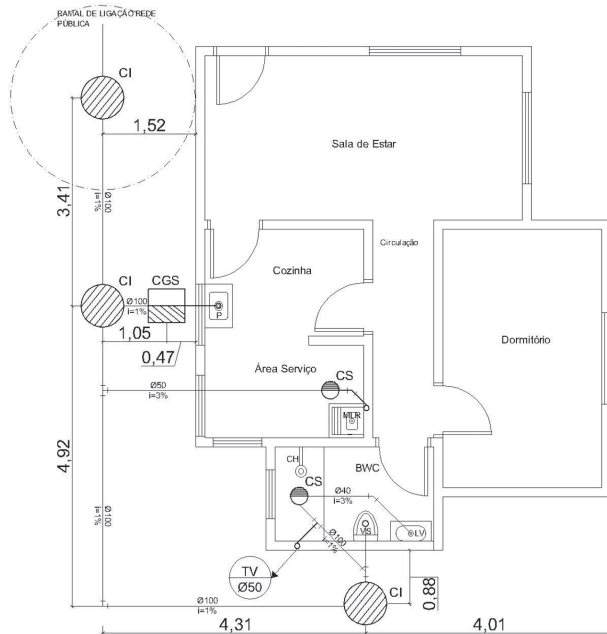 RAMAL DE LIGAÇÃO REDE
PÚBLICA
CI
1,52
3,41
Ø100
i=1%
Sala de Estar
Circulação
Cozinha
CI
CGS
Ø100
i=1%
P
1,05
0,47
Dormitório
Área Serviço
CS
Ø50
i=3%
MLR
4,92
CH
BWC
CS
Ø40
i=3%
Ø100
i=1%
VS
LV
Ø100
i=1%
TV
Ø50
CI
0,88
Ø100
i=1%
4,31
4,01